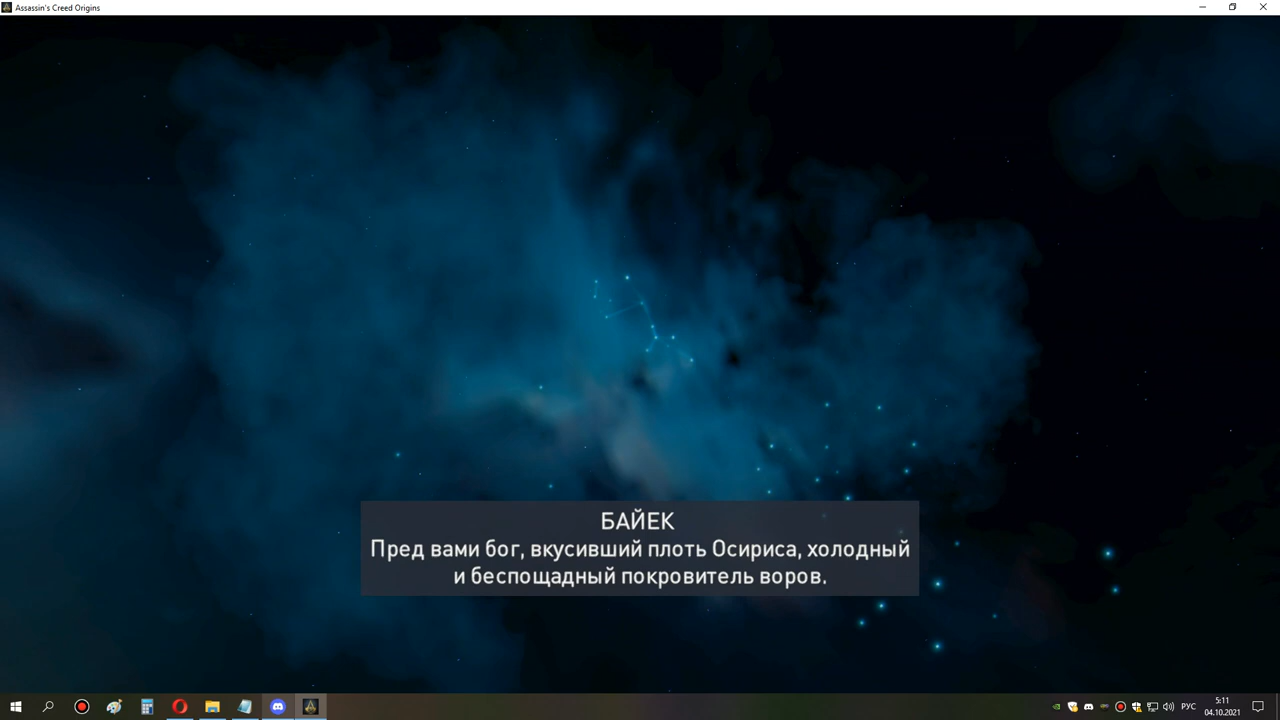 Assassin's Creed Origins
БАЙЕК
Пред вами бог, вкусивший плоть Осириса, холодный
и беспощадный покровитель воров.
РУС
5:11
04.10.2021